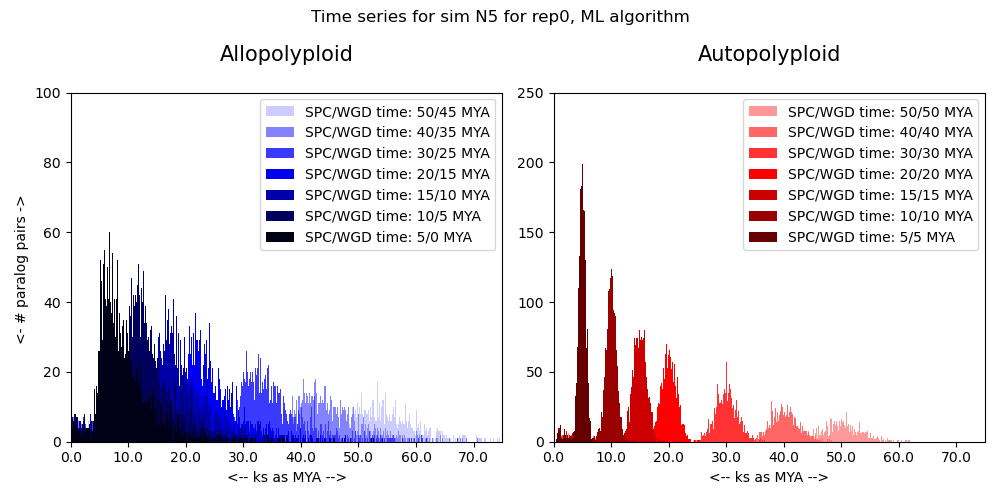 Time series for sim N5 for rep0, ML algorithm
Allopolyploid
100
80
60
40
20
0
<- # paralog pairs ->
SPC/WGD time: 50/45 MYA
SPC/WGD time: 40/35 MYA
SPC/WGD time: 30/25 MYA
SPC/WGD time: 20/15 MYA
SPC/WGD time: 15/10 MYA
SPC/WGD time: 10/5 MYA
SPC/WGD time: 5/0 MYA
0.0 10.0 20.0 30.0 40.0 50.0 60.0 70.0
<-- ks as MYA -->
Autopolyploid
250
200
150
100
50
0
SPC/WGD time: 50/50 MYA
SPC/WGD time: 40/40 MYA
SPC/WGD time: 30/30 MYA
SPC/WGD time: 20/20 MYA
SPC/WGD time: 15/15 MYA
SPC/WGD time: 10/10 MYA
SPC/WGD time: 5/5 MYA
0.0 10.0 20.0 30.0 40.0 50.0 60.0 70.0
<-- ks as MYA -->